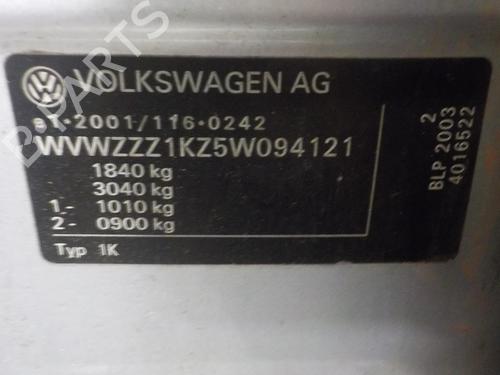 VOLKSWAGEN AG
e1*2001/116*0242
WVWZZZ1KZ5W094121
1840 kg
3040 kg
1.- 1010 kg
2 - 0900 kg
Typ 1K
2
BLP 2003
4016522
PARTS